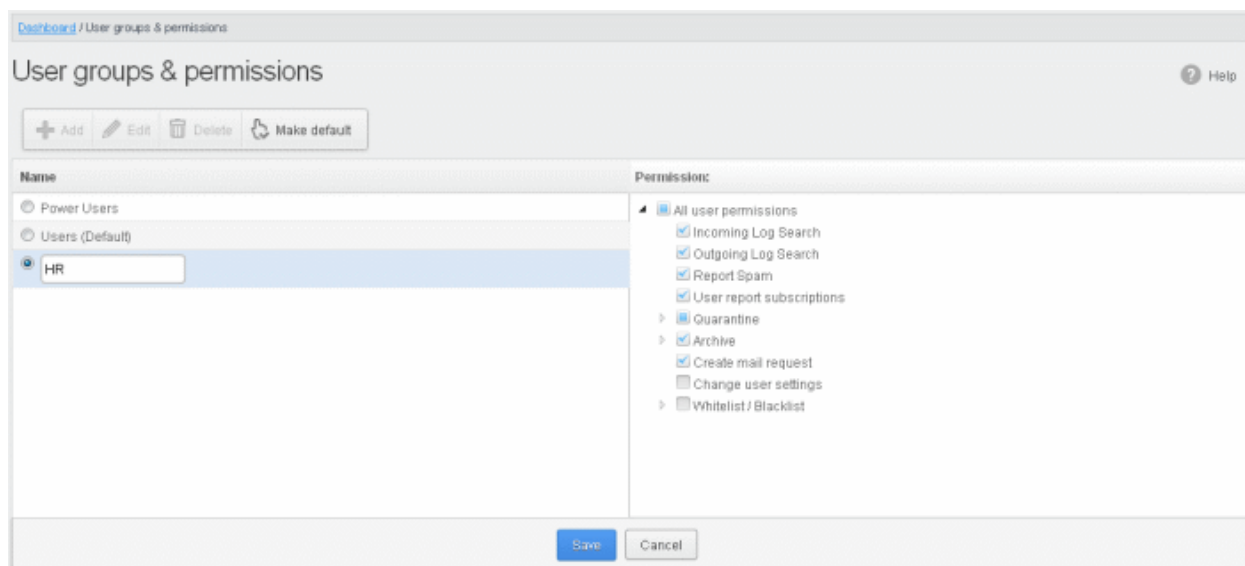 Dashboard / User groups & permissions
User groups & permissions
Help
Add Edit Delete Make default
Name
Permission:
Power Users
Users (Default)
HR
All user permissions
Incoming Log Search
Outgoing Log Search
Report Spam
User report subscriptions
Quarantine
Archive
Create mail request
Change user settings
Whitelist / Blacklist
Save Cancel